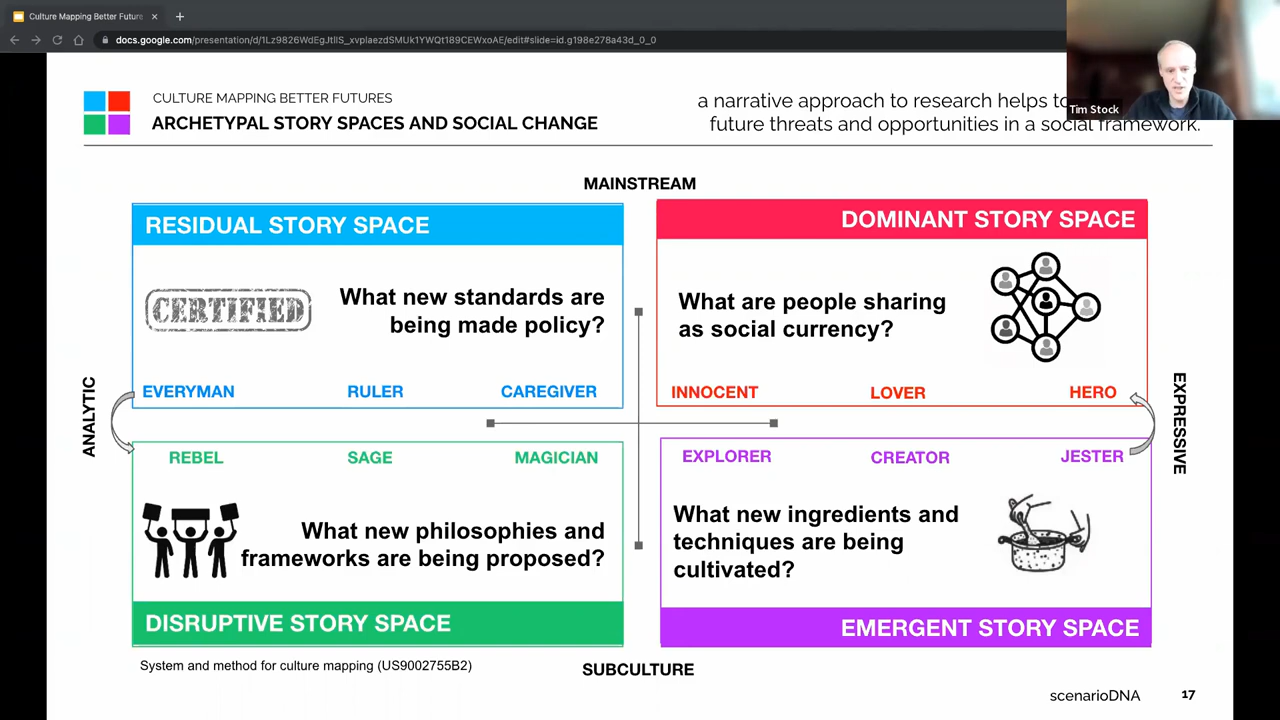 Culture Mapping Better Futur
docs.google.com/presentation/d/1Lz9826WdEgJtIlS_xvplaezdSMUk1YWQt189CEWxoAE/edit#slide=id.g198e278a43d_0_0
Tim Stock
CULTURE MAPPING BETTER FUTURES
ARCHETYPAL STORY SPACES AND SOCIAL CHANGE
a narrative approach to research helps to
future threats and opportunities in a social framework.
MAINSTREAM
RESIDUAL STORY SPACE
CERTIFIED
What new standards are
being made policy?
EVERYMAN RULER CAREGIVER
DOMINANT STORY SPACE
What are people sharing
as social currency?
INNOCENT LOVER HERO
ANALYTIC
EXPRESSIVE
REBEL SAGE MAGICIAN
What new philosophies and
frameworks are being proposed?
DISRUPTIVE STORY SPACE
EXPLORER CREATOR JESTER
What new ingredients and
techniques are being
cultivated?
EMERGENT STORY SPACE
System and method for culture mapping (US9002755B2)
SUBCULTURE
scenarioDNA 17